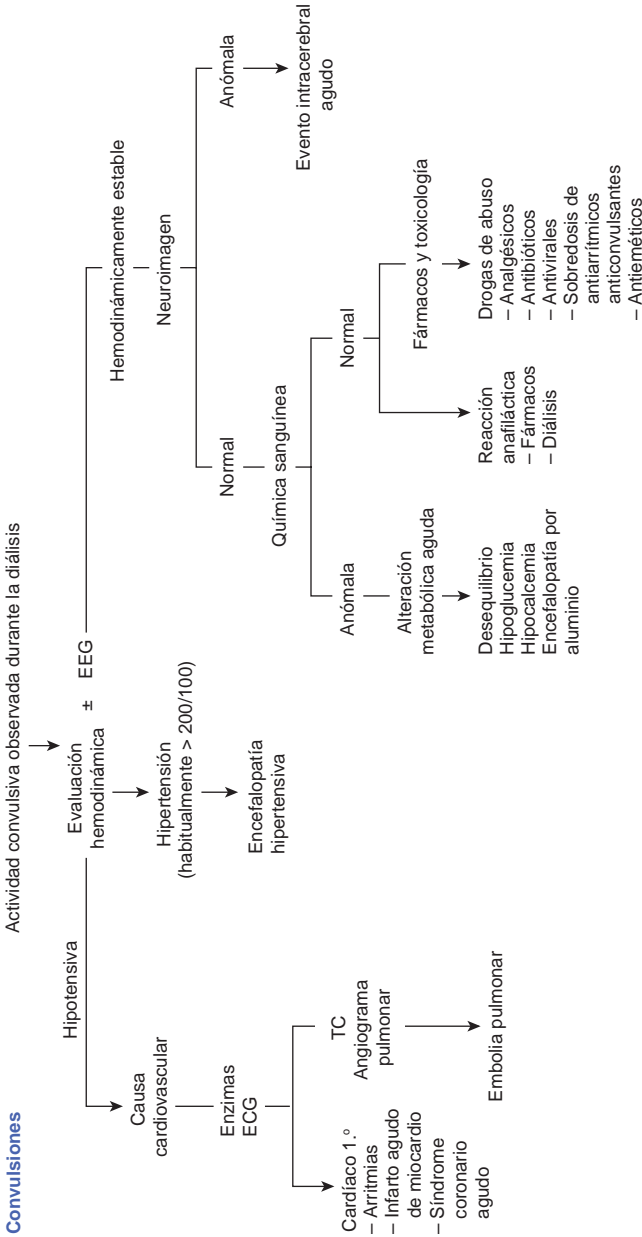 Convulsiones
Actividad convulsiva observada durante la diálisis
Evaluación
hemodinámica
± EEG
Hipotensiva
Causa
cardiovascular
Enzimas
ECG
Cardíaco 1.º
– Arritmias
– Infarto agudo
de miocardio
– Síndrome
coronario
agudo
TC
Angiograma
pulmonar
Embolia pulmonar
Hipertensión
(habitualmente > 200/100)
Encefalopatía
hipertensiva
Hemodinámicamente estable
Neuroimagen
Normal
Química sanguínea
Anómala
Alteración
metabólica aguda
Desequilibrio
Hipoglucemia
Hipocalcemia
Encefalopatía por
aluminio
Normal
Reacción
anafiláctica
– Fármacos
– Diálisis
Fármacos y toxicología
Drogas de abuso
– Analgésicos
– Antibióticos
– Antivirales
– Sobredosis de
antiarrítmicos
anticonvulsantes
– Antieméticos
Anómala
Evento intracerebral
agudo